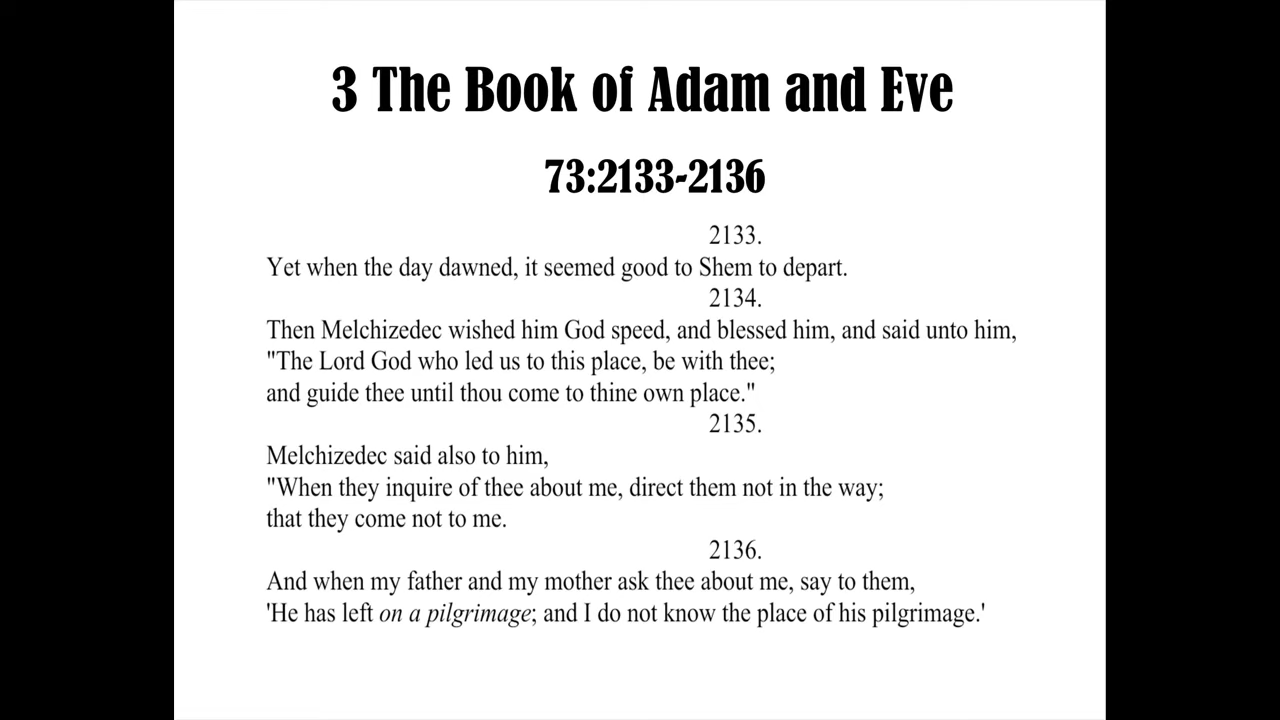 3 The Book of Adam and Eve
73:2133-2136
2133.
Yet when the day dawned, it seemed good to Shem to depart.
2134.
Then Melchizedec wished him God speed, and blessed him, and said unto him,
"The Lord God who led us to this place, be with thee;
and guide thee until thou come to thine own place."
2135.
Melchizedec said also to him,
"When they inquire of thee about me, direct them not in the way;
that they come not to me.
2136.
And when my father and my mother ask thee about me, say to them,
'He has left on a pilgrimage; and I do not know the place of his pilgrimage.'